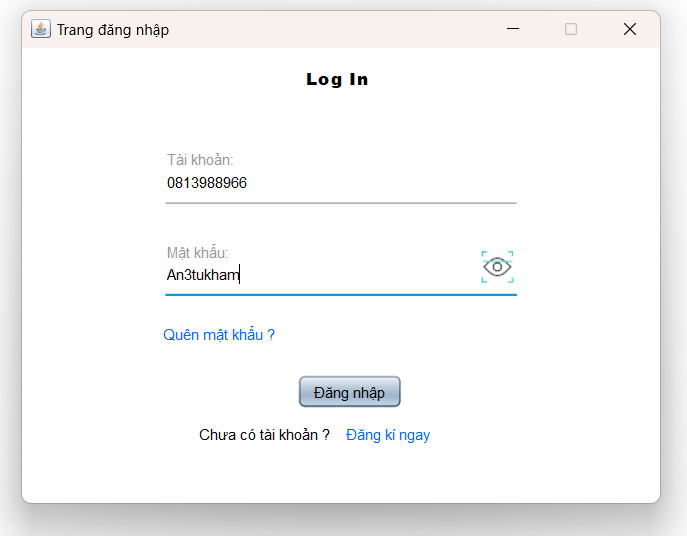 Trang đăng nhập
Log In
Tài khoản:
0813988966
Mật khẩu:
An3tukham
Quên mật khẩu ?
Đăng nhập
Chưa có tài khoản ? Đăng kí ngay